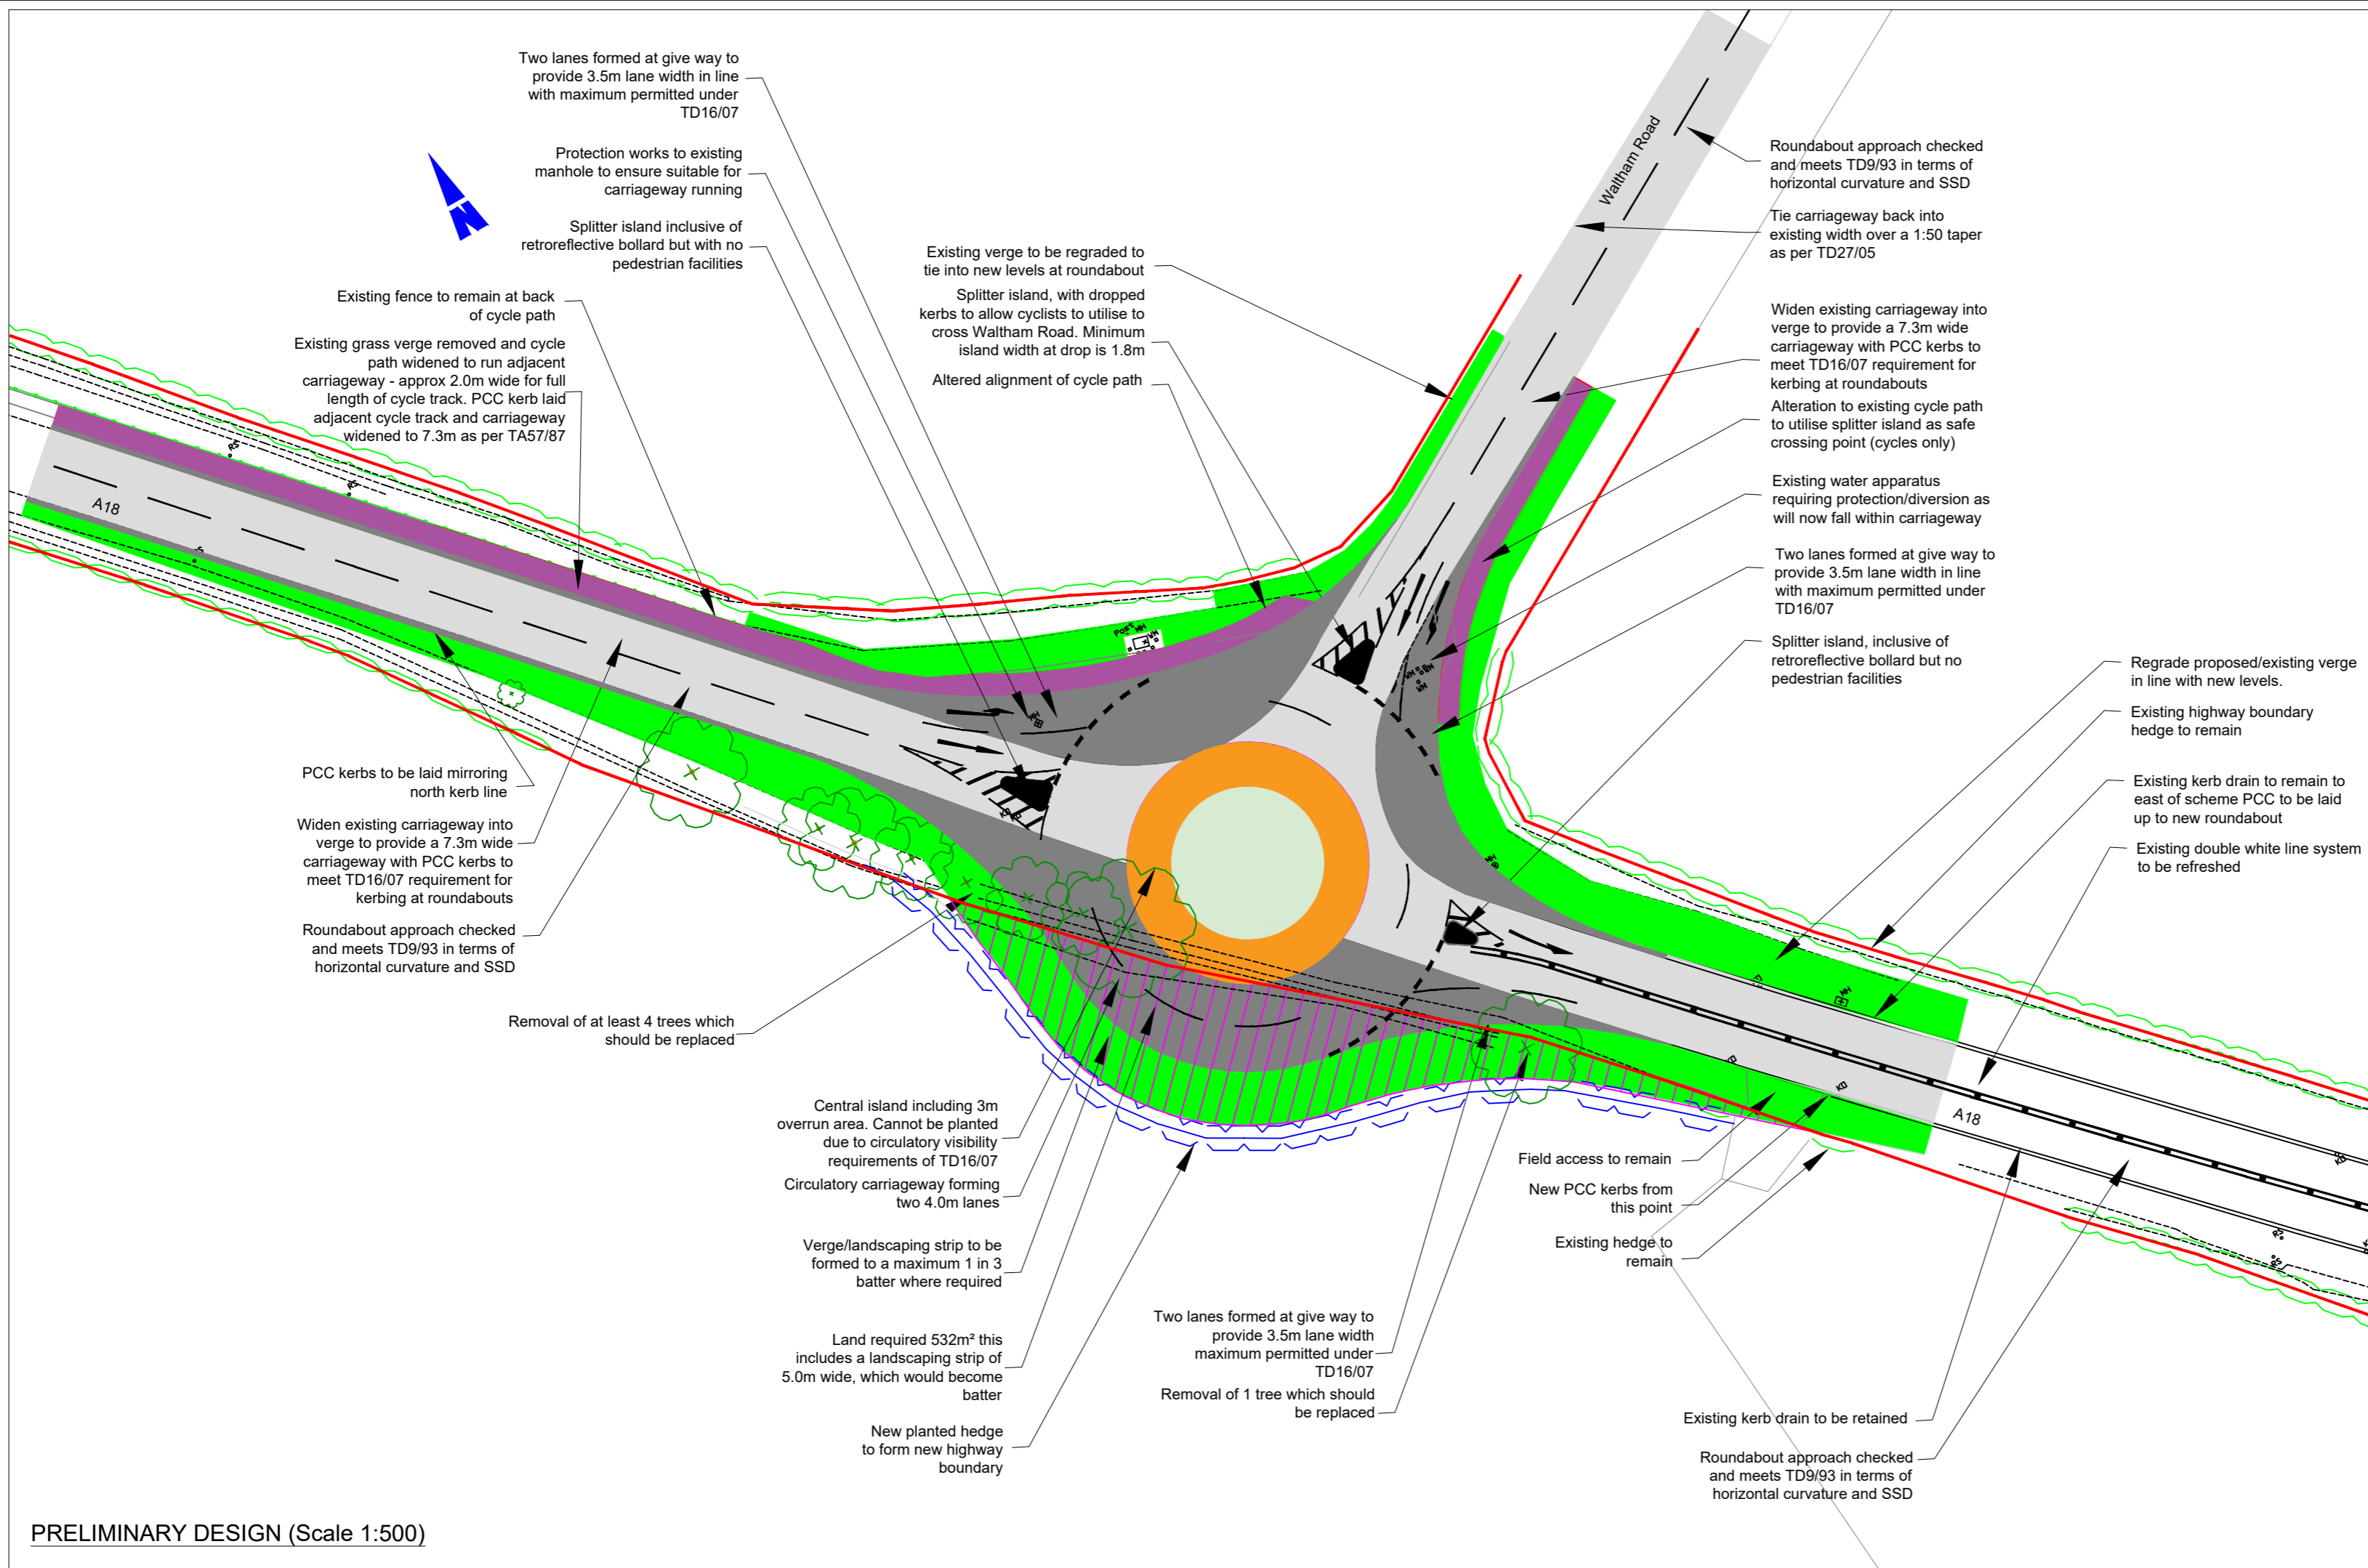 Two lanes formed at give way to
provide 3.5m lane width in line
with maximum permitted under
TD16/07
Protection works to existing
manhole to ensure suitable for
carriageway running
Splitter island inclusive of
retroreflective bollard but with no
pedestrian facilities
Existing fence to remain at back
of cycle path
Existing grass verge removed and cycle
path widened to run adjacent
carriageway - approx 2.0m wide for full
length of cycle track. PCC kerb laid
adjacent cycle track and carriageway
widened to 7.3m as per TA57/87
N
Existing verge to be regraded to
tie into new levels at roundabout
Splitter island, with dropped
kerbs to allow cyclists to utilise to
cross Waltham Road. Minimum
island width at drop is 1.8m
Altered alignment of cycle path
Waltham Road
Roundabout approach checked
and meets TD9/93 in terms of
horizontal curvature and SSD
Tie carriageway back into
existing width over a 1:50 taper
as per TD27/05
Widen existing carriageway into
verge to provide a 7.3m wide
carriageway with PCC kerbs to
meet TD16/07 requirement for
kerbing at roundabouts
Alteration to existing cycle path
to utilise splitter island as safe
crossing point (cycles only)
Existing water apparatus
requiring protection/diversion as
will now fall within carriageway
Two lanes formed at give way to
provide 3.5m lane width in line
with maximum permitted under
TD16/07
Splitter island, inclusive of
retroreflective bollard but no
pedestrian facilities
Regrade proposed/existing verge
in line with new levels.
Existing highway boundary
hedge to remain
Existing kerb drain to remain to
east of scheme PCC to be laid
up to new roundabout
Existing double white line system
to be refreshed
A18
RS
RS
Post
MH
WM
MH
WM
WM
MH
MH
KD
A18
KD
RS
PCC kerbs to be laid mirroring
north kerb line
Widen existing carriageway into
verge to provide a 7.3m wide
carriageway with PCC kerbs to
meet TD16/07 requirement for
kerbing at roundabouts
Roundabout approach checked
and meets TD9/93 in terms of
horizontal curvature and SSD
Removal of at least 4 trees which
should be replaced
Central island including 3m
overrun area. Cannot be planted
due to circulatory visibility
requirements of TD16/07
Circulatory carriageway forming
two 4.0m lanes
Verge/landscaping strip to be
formed to a maximum 1 in 3
batter where required
Land required 532m² this
includes a landscaping strip of
5.0m wide, which would become
batter
New planted hedge
to form new highway
boundary
Two lanes formed at give way to
provide 3.5m lane width
maximum permitted under
TD16/07
Removal of 1 tree which should
be replaced
Field access to remain
New PCC kerbs from
this point
Existing hedge to
remain
Existing kerb drain to be retained
Roundabout approach checked
and meets TD9/93 in terms of
horizontal curvature and SSD
PRELIMINARY DESIGN (Scale 1:500)